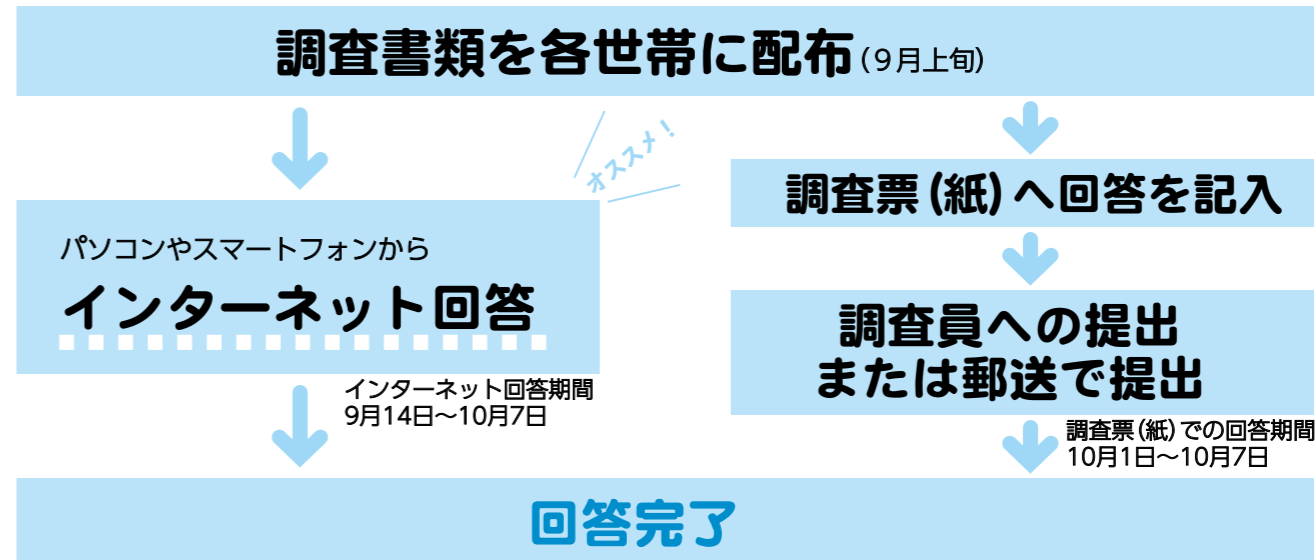 調査書類を各世帯に配布(9月上旬)
オススメ!
パソコンやスマートフォンから
インターネット回答
インターネット回答期間
9月14日~10月7日
調査票(紙)へ回答を記入
調査員への提出
または郵送で提出
調査票(紙)での回答期間
10月1日~10月7日
回答完了